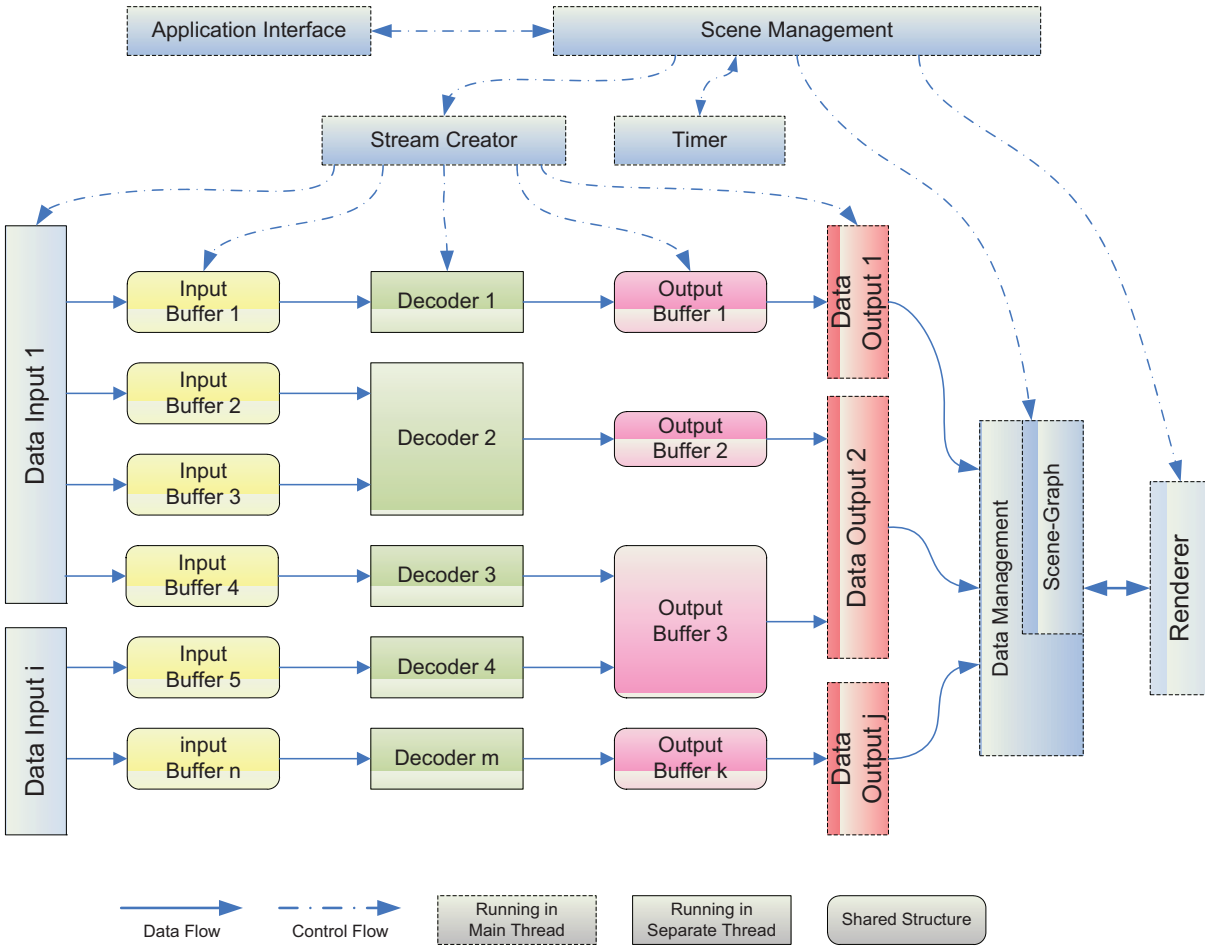 Application Interface
Scene Management
Stream Creator
Timer
Data Input 1
Input
Buffer 1
Decoder 1
Output
Buffer 1
Data
Output 1
Input
Buffer 2
Decoder 2
Output
Buffer 2
Data Output 2
Input
Buffer 3
Input
Buffer 4
Decoder 3
Output
Buffer 3
Data Management
Scene-Graph
Renderer
Data Input i
Input
Buffer 5
Decoder 4
input
Buffer n
Decoder m
Output
Buffer k
Data
Output j
Data Flow
Control Flow
Running in
Main Thread
Running in
Separate Thread
Shared Structure